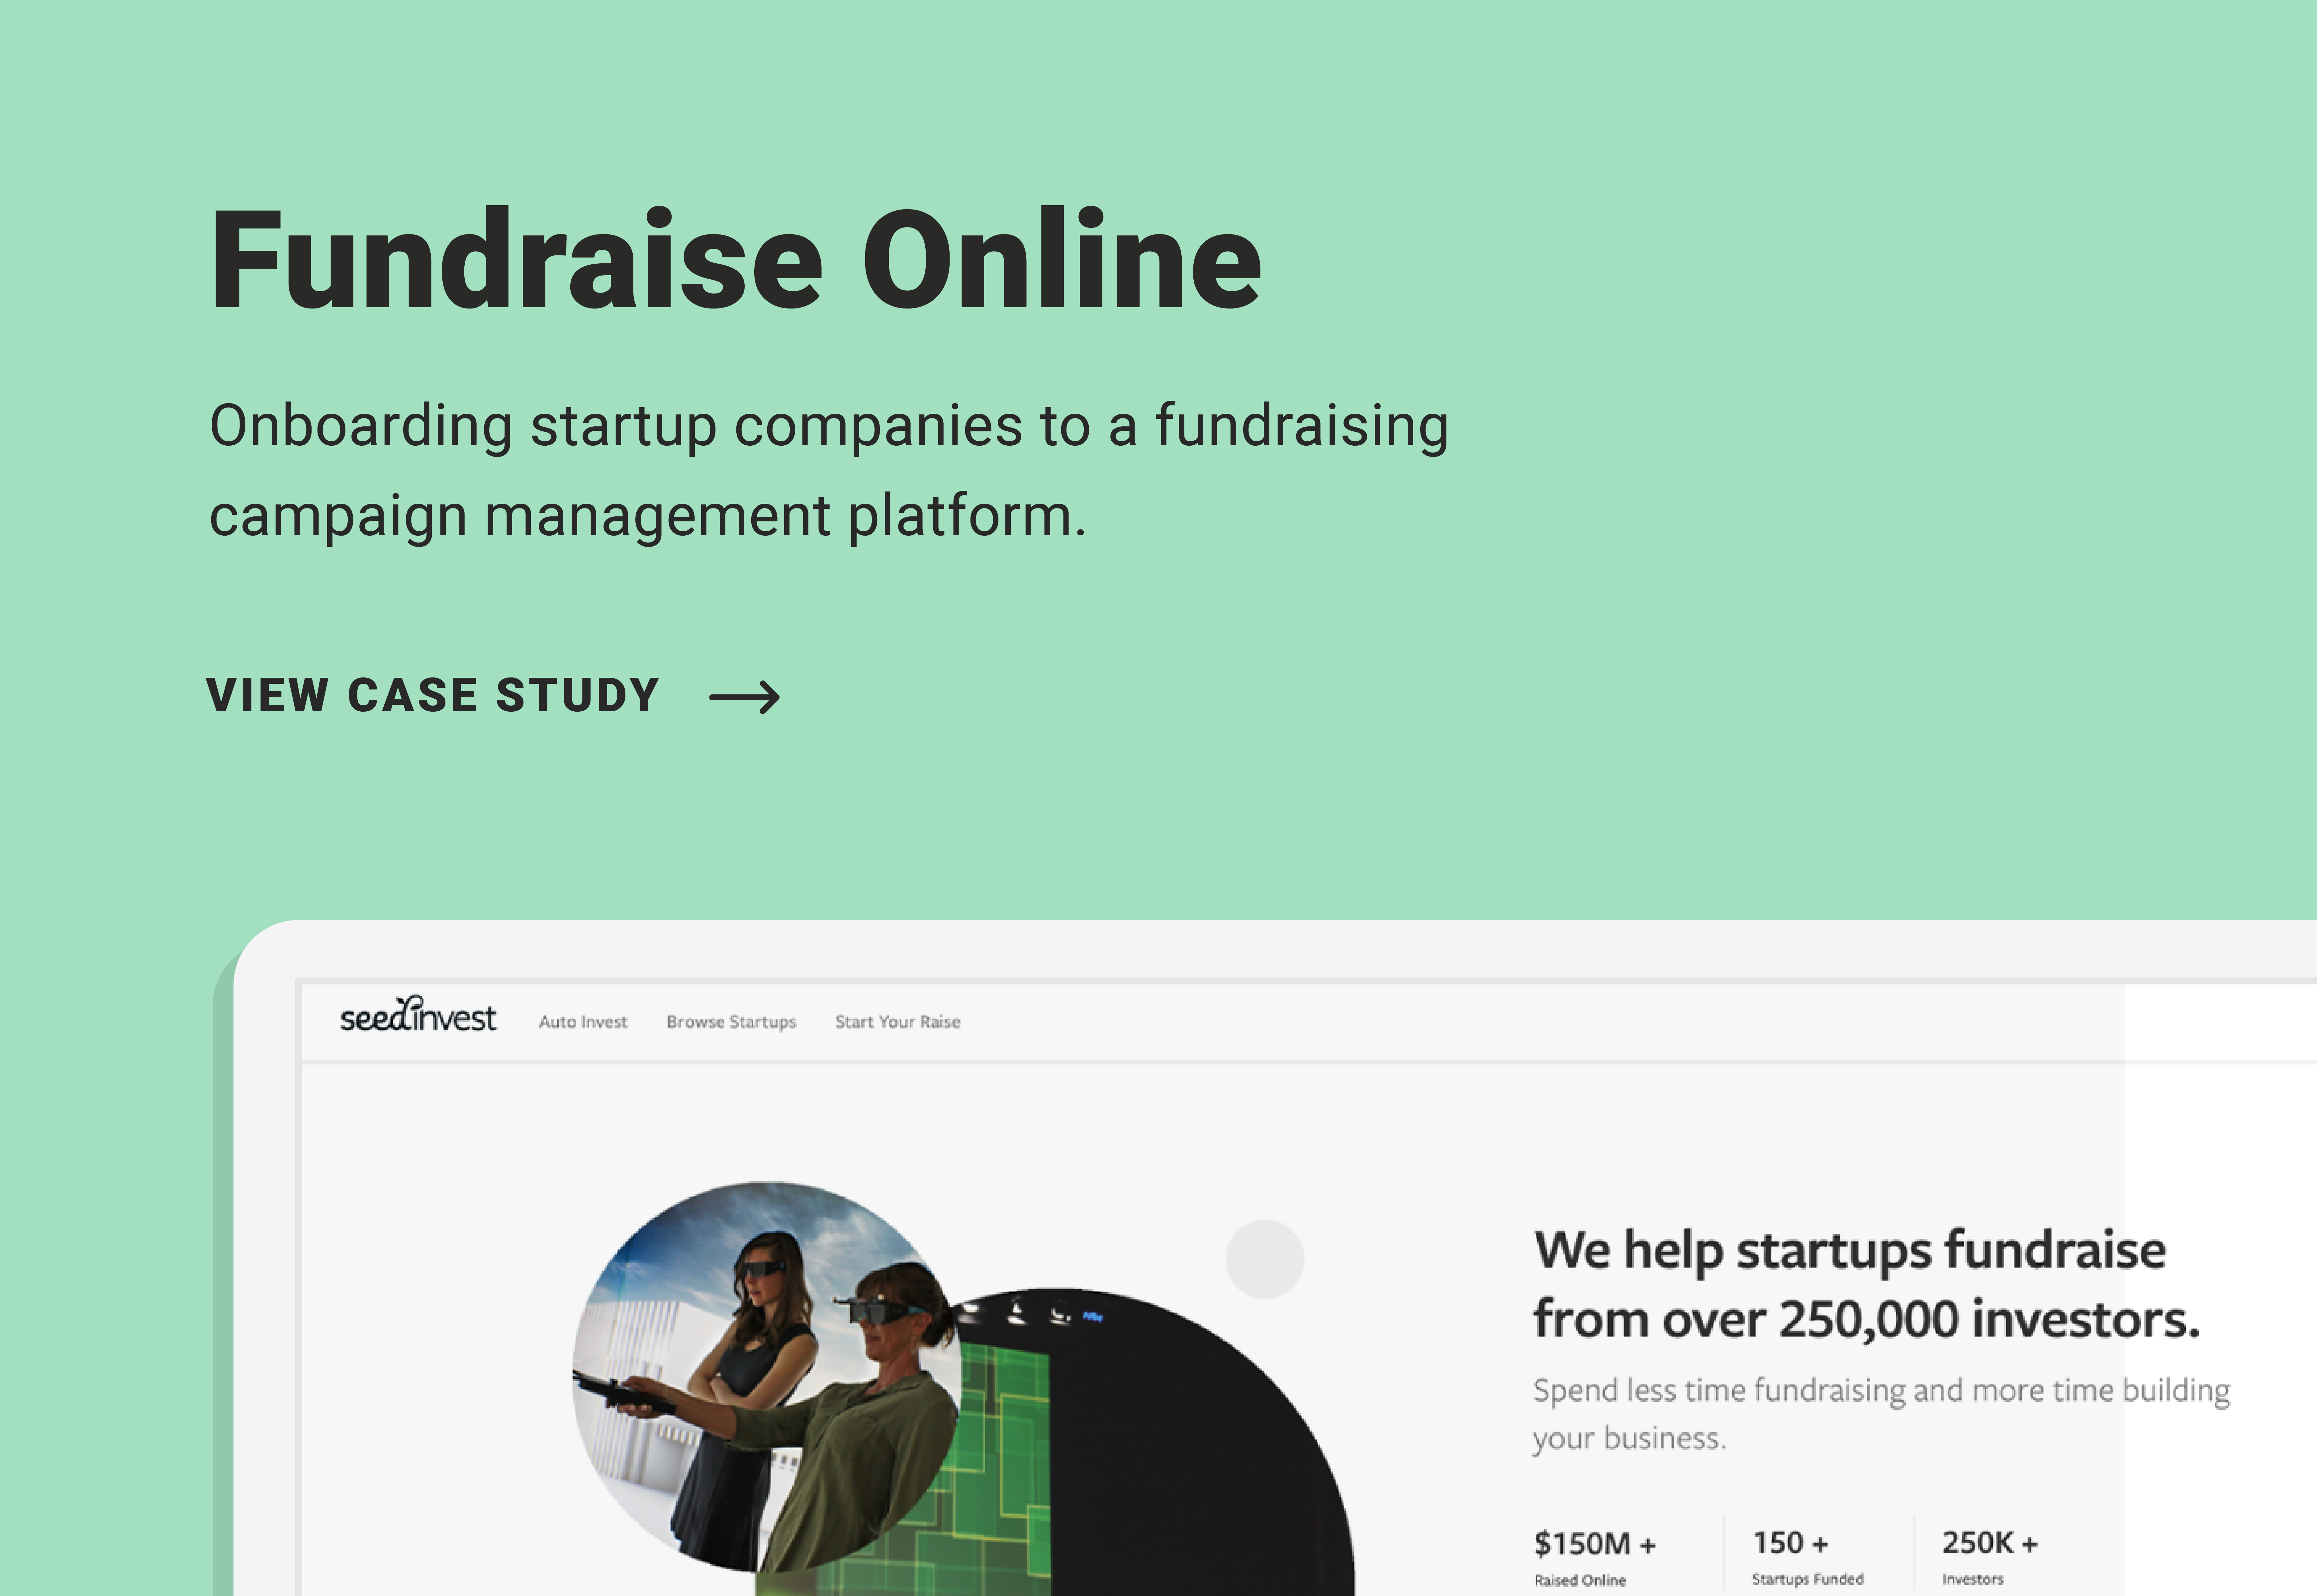 Fundraise Online
Onboarding startup companies to a fundraising
campaign management platform.
VIEW CASE STUDY
seedinvest
Auto Invest
Browse Startups
Start Your Raise
We help startups fundraise
from over 250,000 investors.
Spend less time fundraising and more time building
your business.
$150M +
Raised Online
150 +
Startups Funded
250K +
Investors